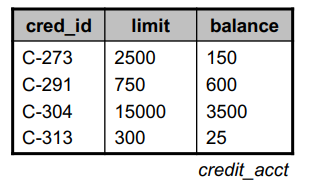 cred_id limit balance
C-273 2500 150
C-291 750 600
C-304 15000 3500
C-313 300 25
credit_acct